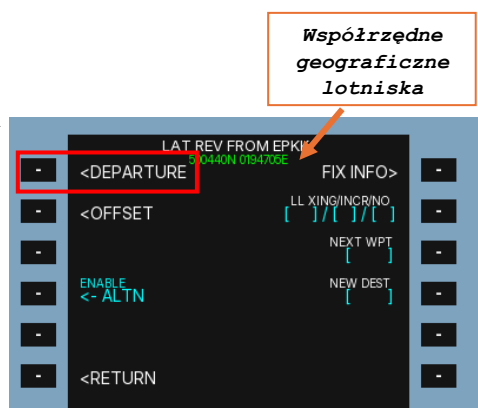 Współrzędne
geograficzne
lotniska
LAT REV FROM EPKK
500440N 0194705E
<DEPARTURE FIX INFO>
LL XING/INCR/NO
<OFFSET [ ]/[ ]/[ ]
NEXT WPT
[ ]
ENABLE NEW DEST
<- ALTN [ ]
<RETURN